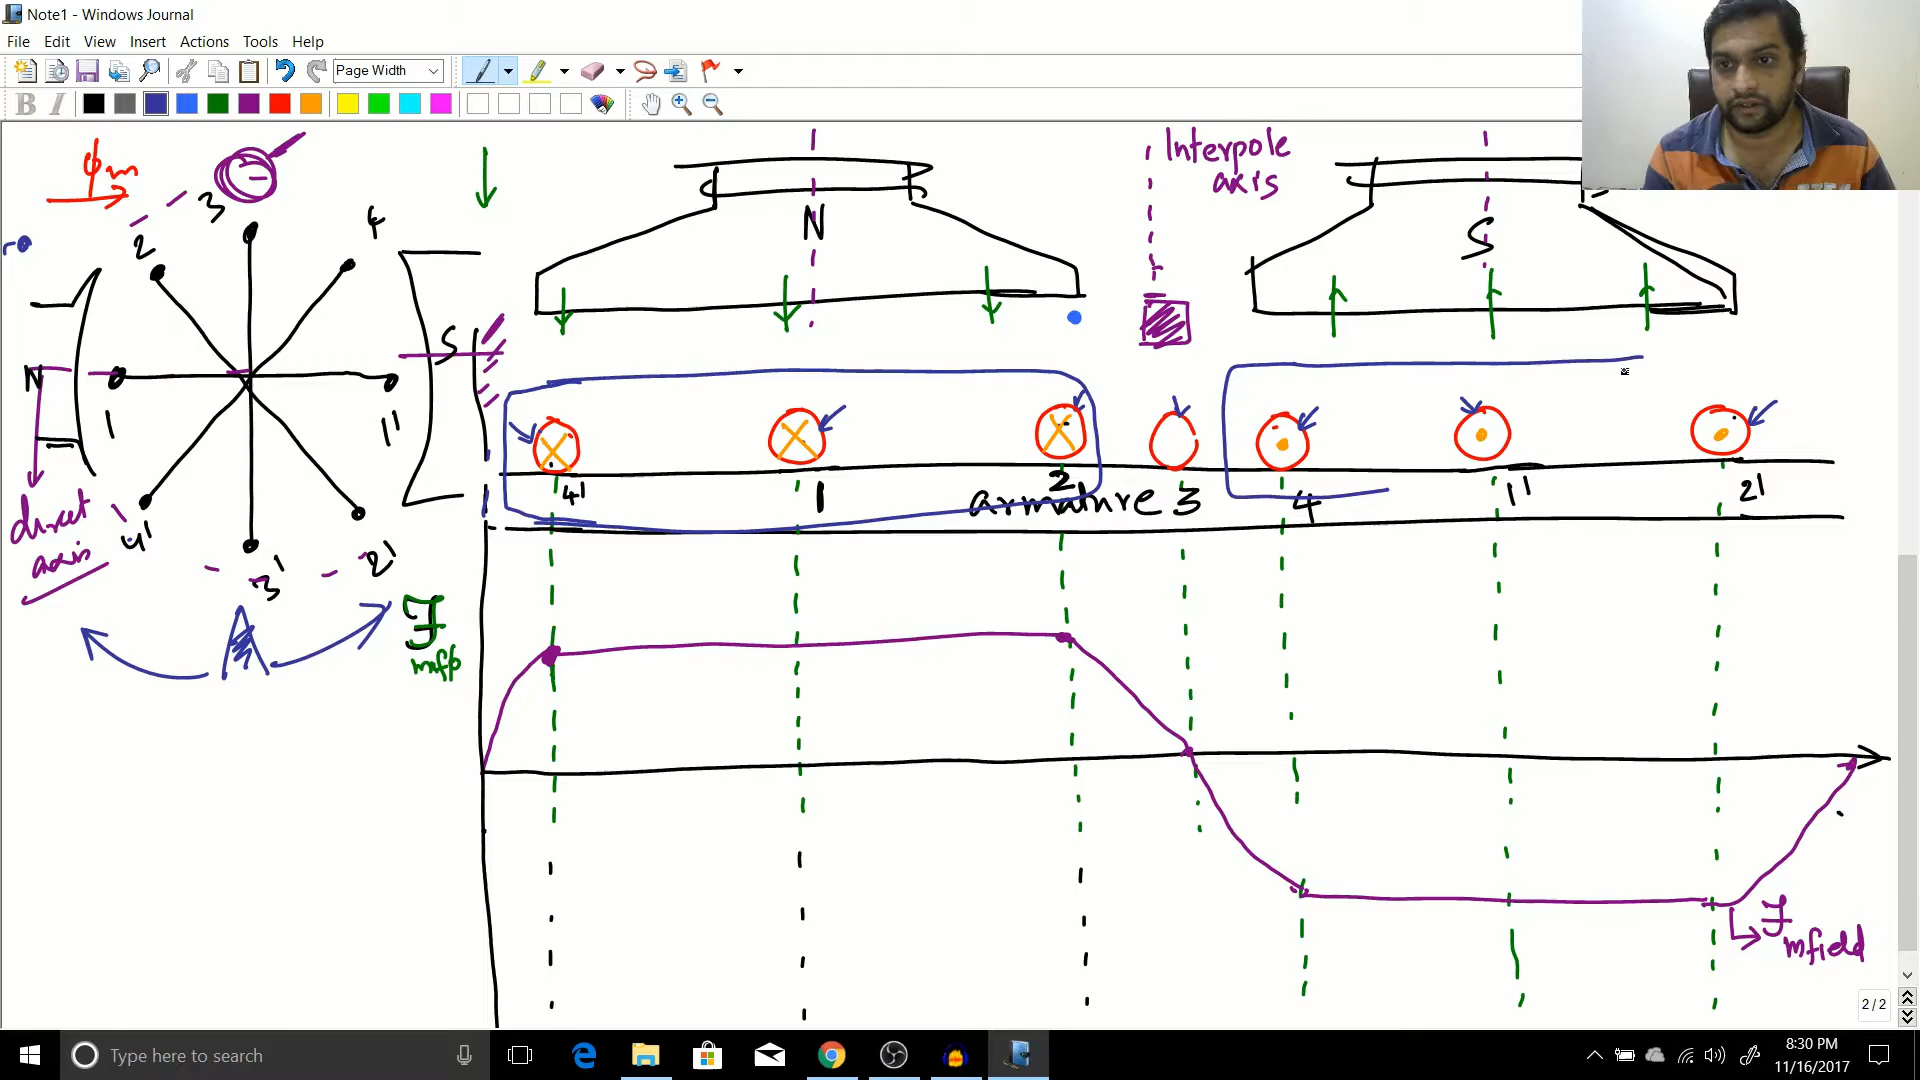 Note1 - Windows Journal
File Edit View Insert Actions Tools Help
Page Width
B I
ϕm
3
2
4
N
1
1'
S
4'
3'
2'
direct
axis
N
Interpole
axis
S
4'
1
2
armature
3
4
1'
2'
ℱ
mmfp
ℱ
mfield
2 / 2
Type here to search
8:30 PM
11/16/2017